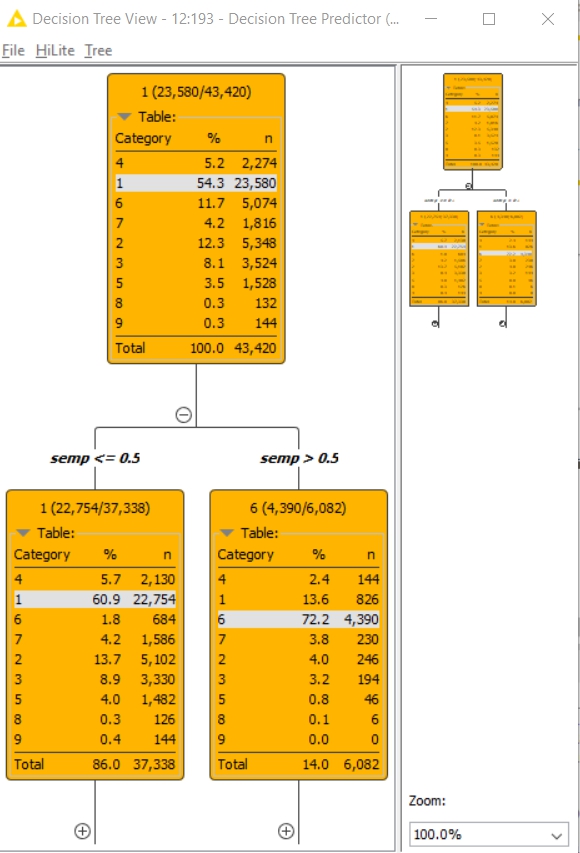 Decision Tree View - 12:193 - Decision Tree Predictor (...
File HiLite Tree
1 (23,580/43,420)
Table:
Category % n
4 5.2 2,274
1 54.3 23,580
6 11.7 5,074
7 4.2 1,816
2 12.3 5,348
3 8.1 3,524
5 3.5 1,528
8 0.3 132
9 0.3 144
Total 100.0 43,420
semp <= 0.5
semp > 0.5
1 (22,754/37,338)
Table:
Category % n
4 5.7 2,130
1 60.9 22,754
6 1.8 684
7 4.2 1,586
2 13.7 5,102
3 8.9 3,330
5 4.0 1,482
8 0.3 126
9 0.4 144
Total 86.0 37,338
6 (4,390/6,082)
Table:
Category % n
4 2.4 144
1 13.6 826
6 72.2 4,390
7 3.8 230
2 4.0 246
3 3.2 194
5 0.8 46
8 0.1 6
9 0.0 0
Total 14.0 6,082
Zoom:
100.0%